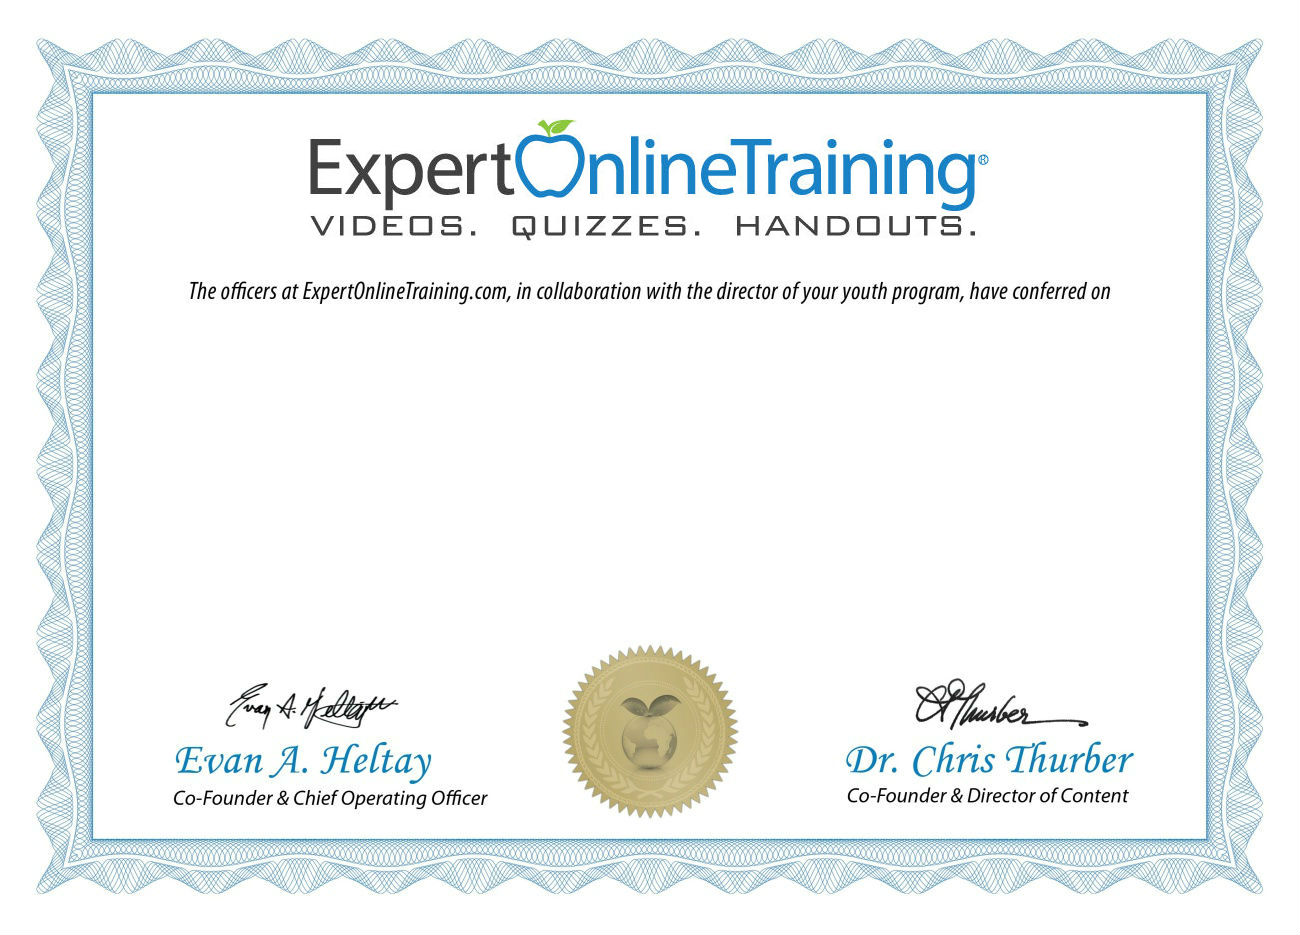 ExpertOnlineTraining®
VIDEOS. QUIZZES. HANDOUTS.
The officers at ExpertOnlineTraining.com, in collaboration with the director of your youth program, have conferred on
Evan A. Heltay
Evan A. Heltay
Co-Founder & Chief Operating Officer
Thurber
Dr. Chris Thurber
Co-Founder & Director of Content